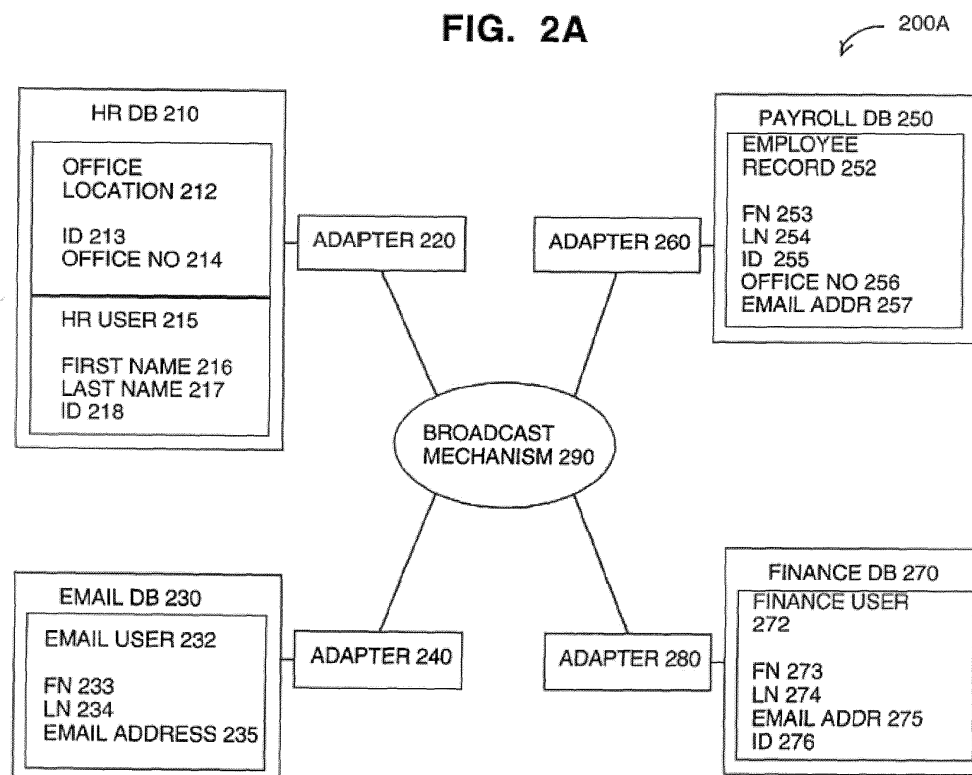 FIG. 2A
200A
HR DB 210
OFFICE
LOCATION 212
ID 213
OFFICE NO 214
HR USER 215
FIRST NAME 216
LAST NAME 217
ID 218
ADAPTER 220
ADAPTER 260
PAYROLL DB 250
EMPLOYEE
RECORD 252
FN 253
LN 254
ID 255
OFFICE NO 256
EMAIL ADDR 257
BROADCAST
MECHANISM 290
EMAIL DB 230
EMAIL USER 232
FN 233
LN 234
EMAIL ADDRESS 235
ADAPTER 240
ADAPTER 280
FINANCE DB 270
FINANCE USER
272
FN 273
LN 274
EMAIL ADDR 275
ID 276